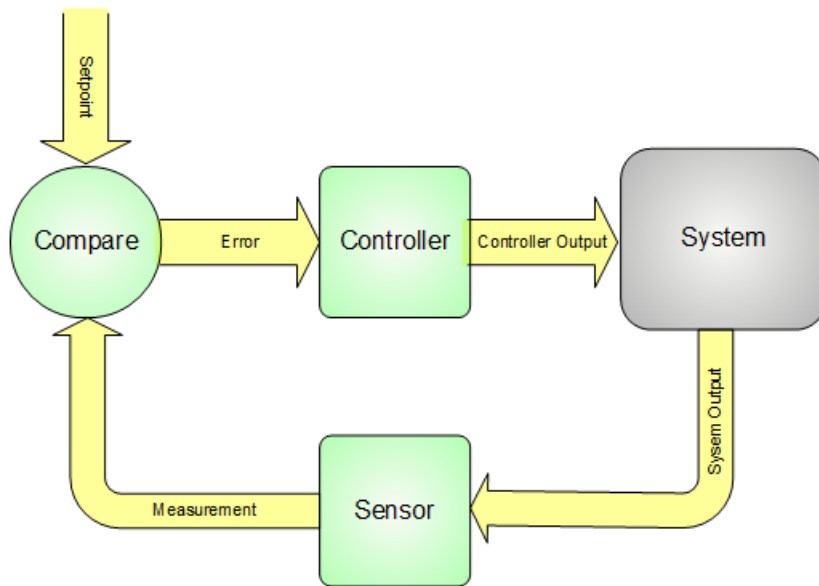 Setpoint
Compare
Error
Controller
Controller Output
System
Sysem Output
Sensor
Measurement